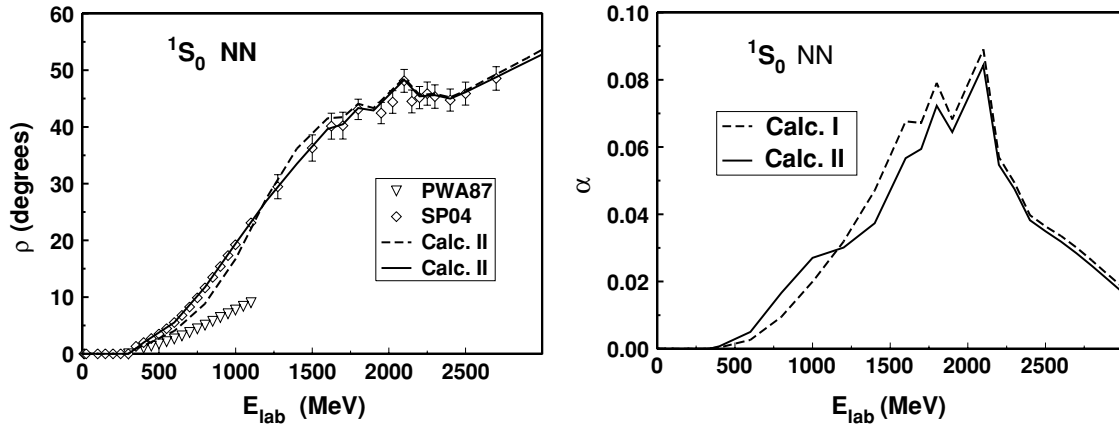 60
50
40
30
20
10
0
ρ (degrees)
¹S₀ NN
PWA87
SP04
Calc. II
Calc. II
0 500 1000 1500 2000 2500
E_lab (MeV)
0.10
0.08
0.06
0.04
0.02
0.00
α
¹S₀ NN
Calc. I
Calc. II
0 500 1000 1500 2000 2500
E_lab (MeV)